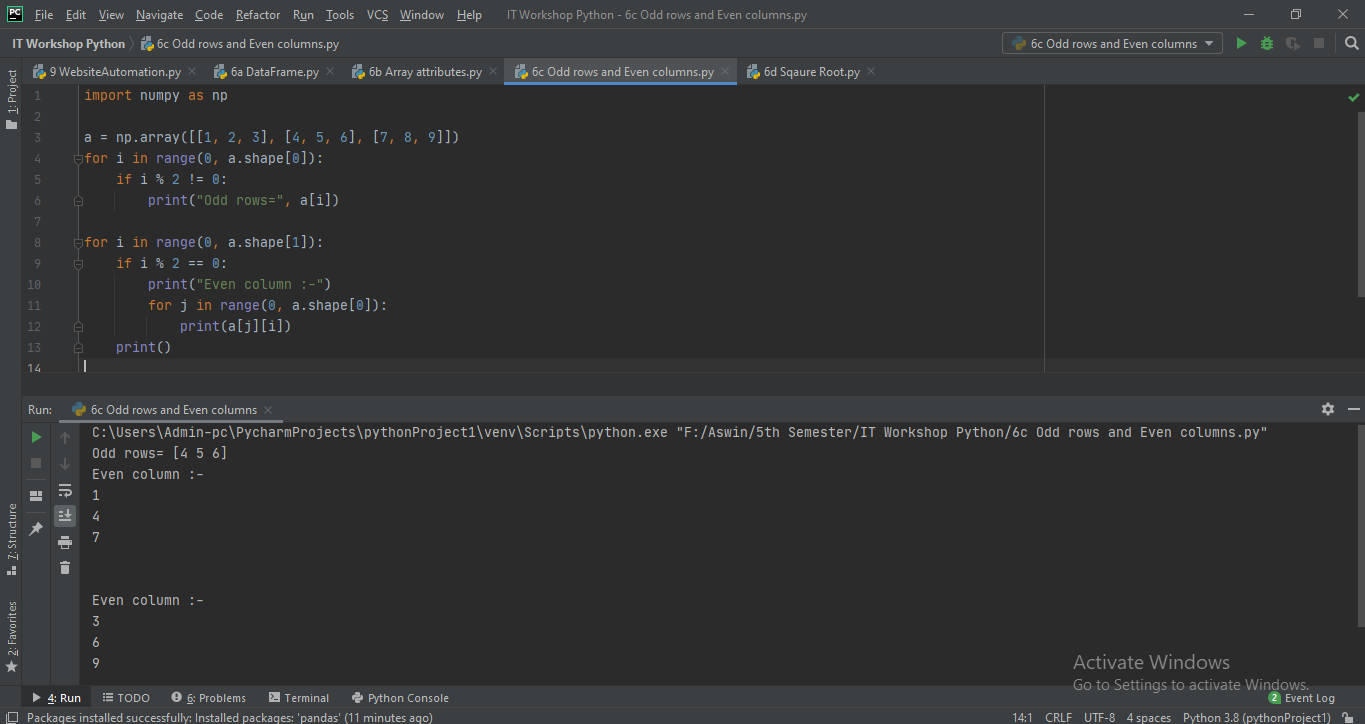 PC File Edit View Navigate Code Refactor Run Tools VCS Window Help IT Workshop Python - 6c Odd rows and Even columns.py
IT Workshop Python 6c Odd rows and Even columns.py 6c Odd rows and Even columns
9 WebsiteAutomation.py 6a DataFrame.py 6b Array attributes.py 6c Odd rows and Even columns.py 6d Sqaure Root.py
1: Project
1 import numpy as np
2
3 a = np.array([[1, 2, 3], [4, 5, 6], [7, 8, 9]])
4 for i in range(0, a.shape[0]):
5     if i % 2 != 0:
6         print("Odd rows=", a[i])
7
8 for i in range(0, a.shape[1]):
9     if i % 2 == 0:
10         print("Even column :-")
11         for j in range(0, a.shape[0]):
12             print(a[j][i])
13     print()
14
Run: 6c Odd rows and Even columns
C:\Users\Admin-pc\PycharmProjects\pythonProject1\venv\Scripts\python.exe "F:/Aswin/5th Semester/IT Workshop Python/6c Odd rows and Even columns.py"
Odd rows= [4 5 6]
Even column :-
1
4
7
Even column :-
3
6
9
7: Structure
2: Favorites
Activate Windows
Go to Settings to activate Windows.
4: Run TODO 6: Problems Terminal Python Console 2 Event Log
Packages installed successfully: Installed packages: 'pandas' (11 minutes ago) 14:1 CRLF UTF-8 4 spaces Python 3.8 (pythonProject1)